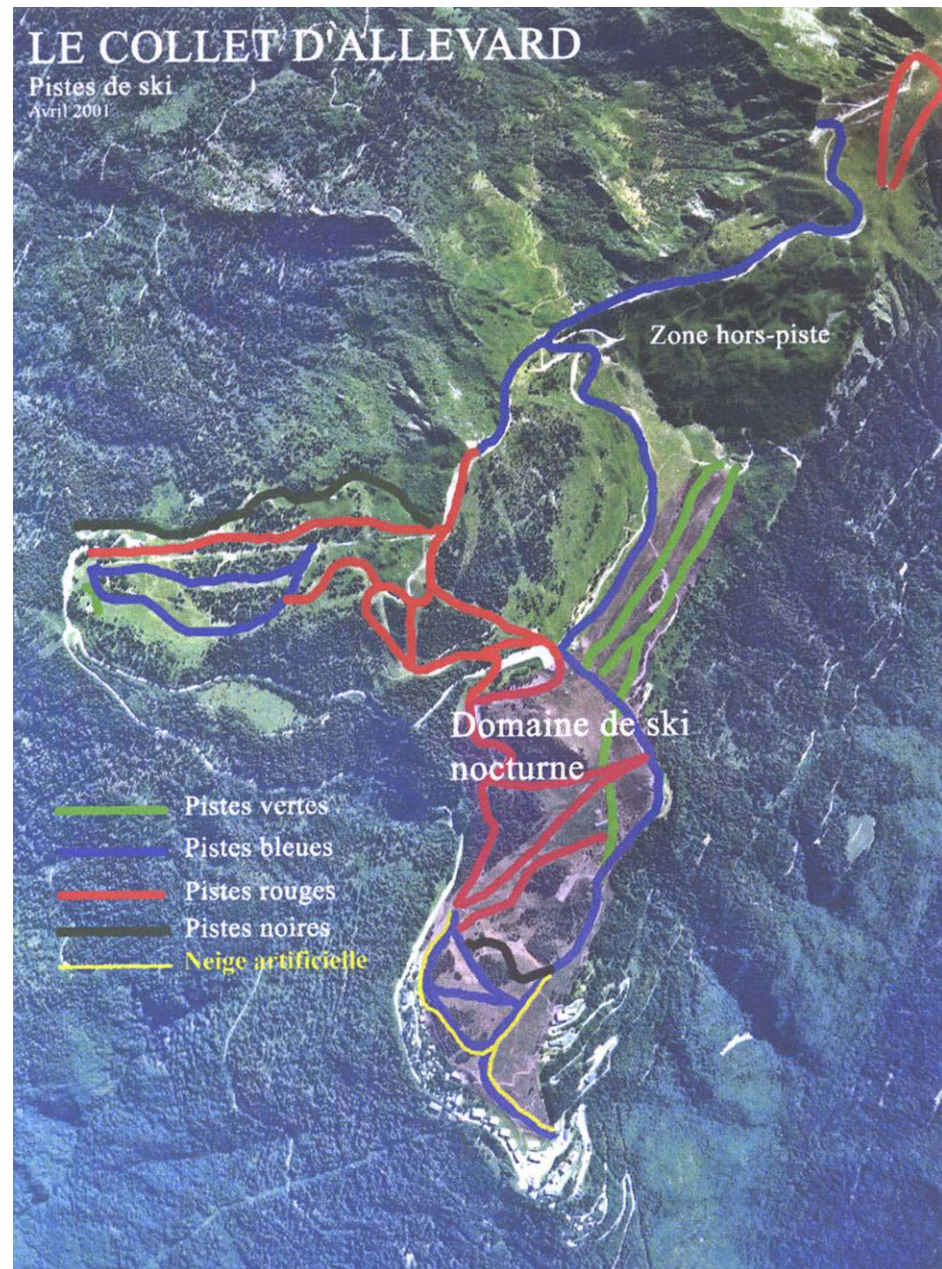 LE COLLET D'ALLEVARD
Pistes de ski
Avril 2001
Zone hors-piste
Domaine de ski
nocturne
Pistes vertes
Pistes bleues
Pistes rouges
Pistes noires
Neige artificielle